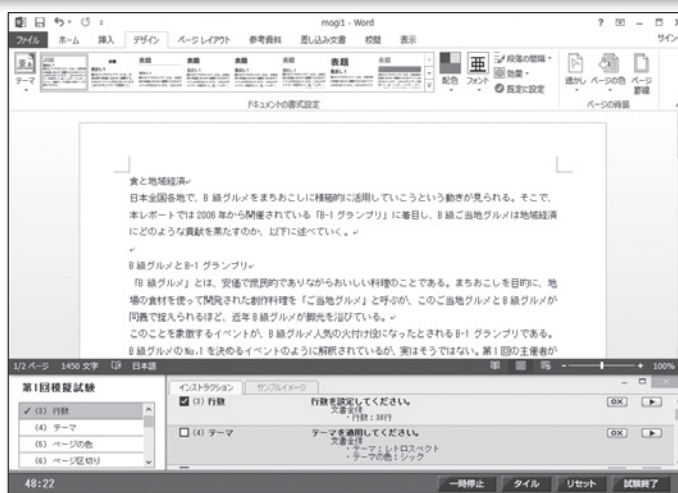 mogi1 - Word
ファイル ホーム 挿入 デザイン ページ レイアウト 参考資料 差し込み文書 校閲 表示 サイン
テーマ
表題 表題 表題 表題 表題 表題
配色 フォント 段落の間隔 効果 既定に設定
透かし ページの色 ページ罫線
ドキュメントの書式設定 ページの背景
食と地域経済
日本全国各地で、B 級グルメをまちおこしに積極的に活用していこうという動きが見られる。そこで、
本レポートでは 2006 年から開催されている「B-1 グランプリ」に着目し、B 級ご当地グルメは地域経済
にどのような貢献を果たすのか、以下に述べていく。
B 級グルメと B-1 グランプリ
「B 級グルメ」とは、安価で庶民的でありながらおいしい料理のことである。まちおこしを目的に、地
場の食材を使って開発された創作料理を「ご当地グルメ」と呼ぶが、このご当地グルメと B 級グルメが
同義で捉えられるほど、近年 B 級グルメが脚光を浴びている。
このことを象徴するイベントが、B 級グルメ人気の火付け役になったとされる B-1 グランプリである。
B 級グルメの No.1 を決めるイベントのように解釈されているが、実はそうではない。第 1 回の主催者が
1/2 ページ 1450 文字 日本語 100%
第1回模擬試験
インストラクション サンプルイメージ
(3) 行数
(4) テーマ
(5) ページの色
(6) ページ区切り
(3) 行数 行数を設定してください。
文書全体
・行数：38行
(4) テーマ テーマを適用してください。
文書全体
・テーマ：レトロスペクト
・テーマの色：シック
48:22 一時停止 タイル リセット 試験終了